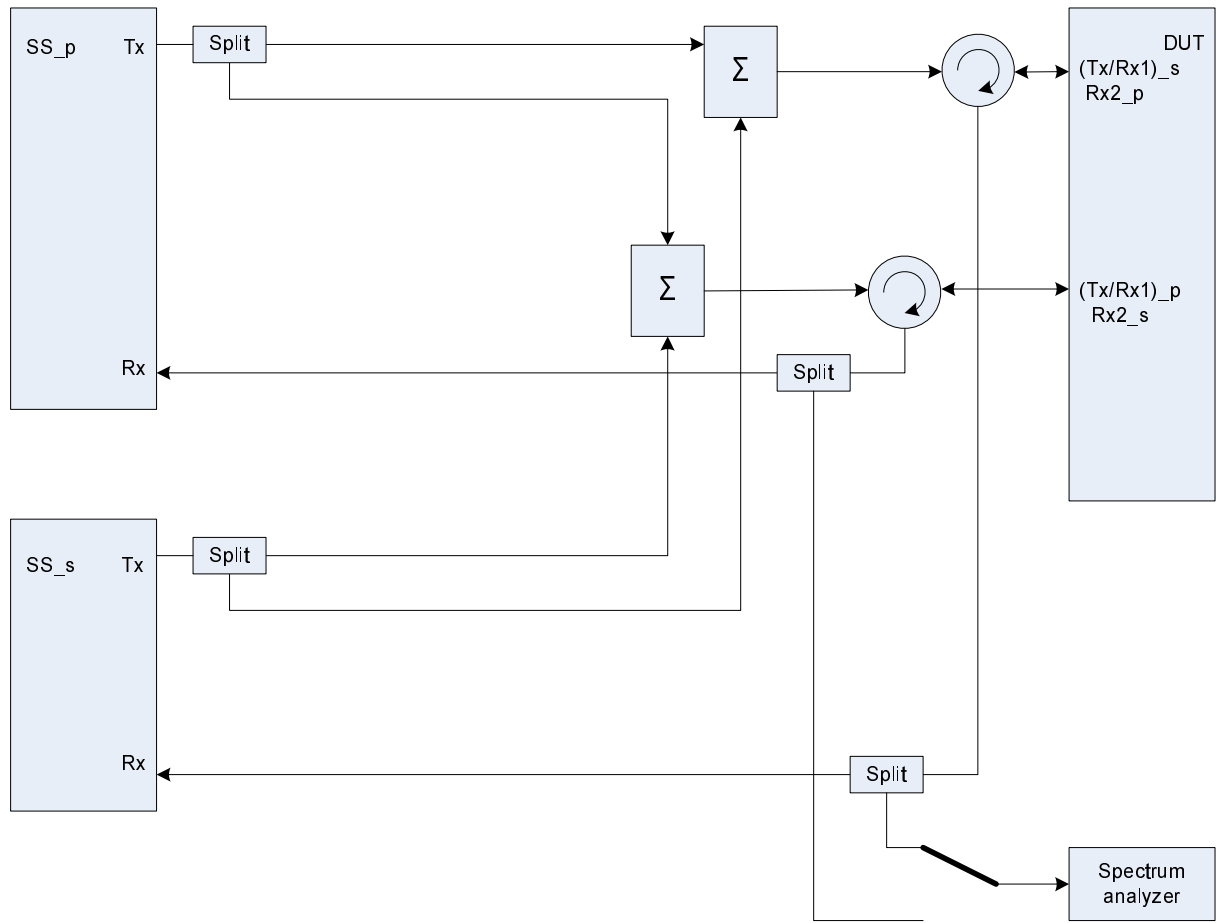 SS_p
Tx
Split
Σ
DUT
(Tx/Rx1)_s
Rx2_p
Σ
(Tx/Rx1)_p
Rx2_s
Rx
Split
SS_s
Tx
Split
Rx
Split
Spectrum
analyzer